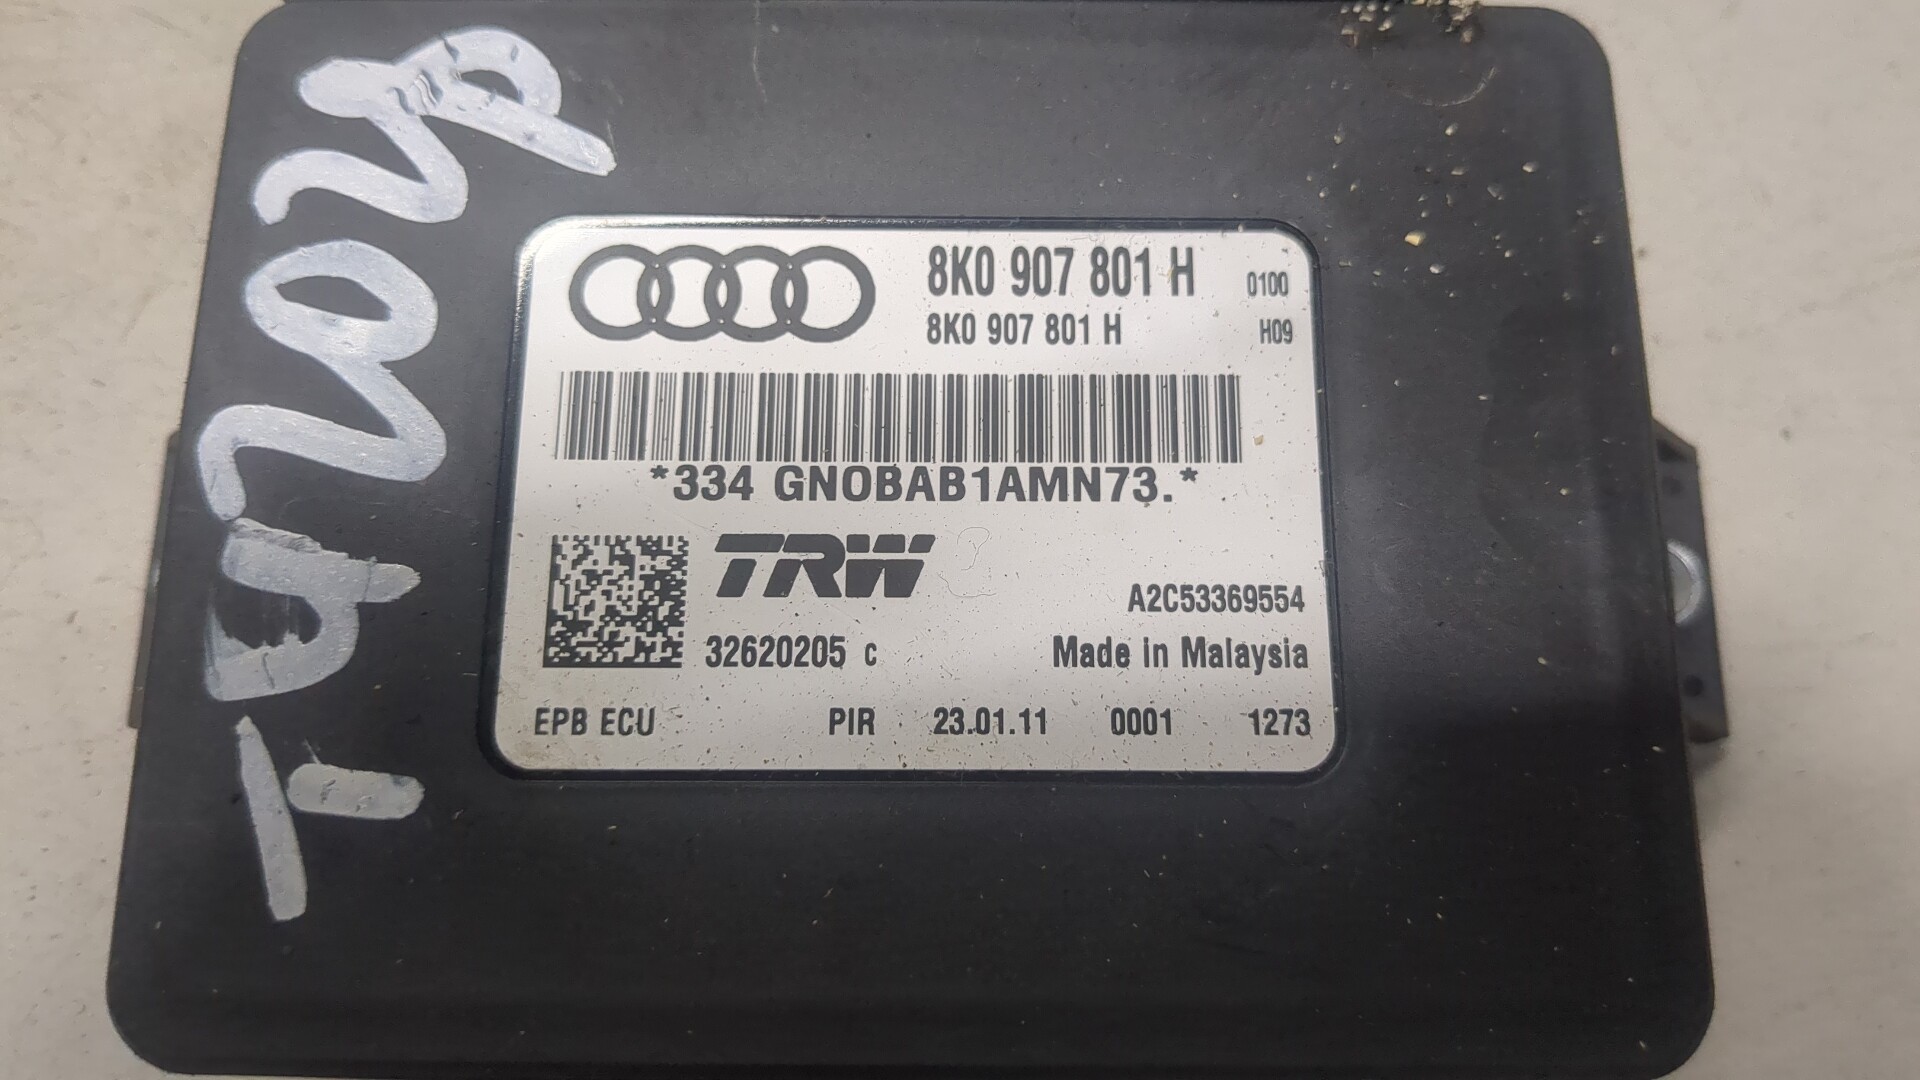 8K0 907 801 H 0100
8K0 907 801 H H09
*334 GNOBAB1AMN73.*
TRW
A2C53369554
32620205 c Made in Malaysia
EPB ECU PIR 23.01.11 0001 1273